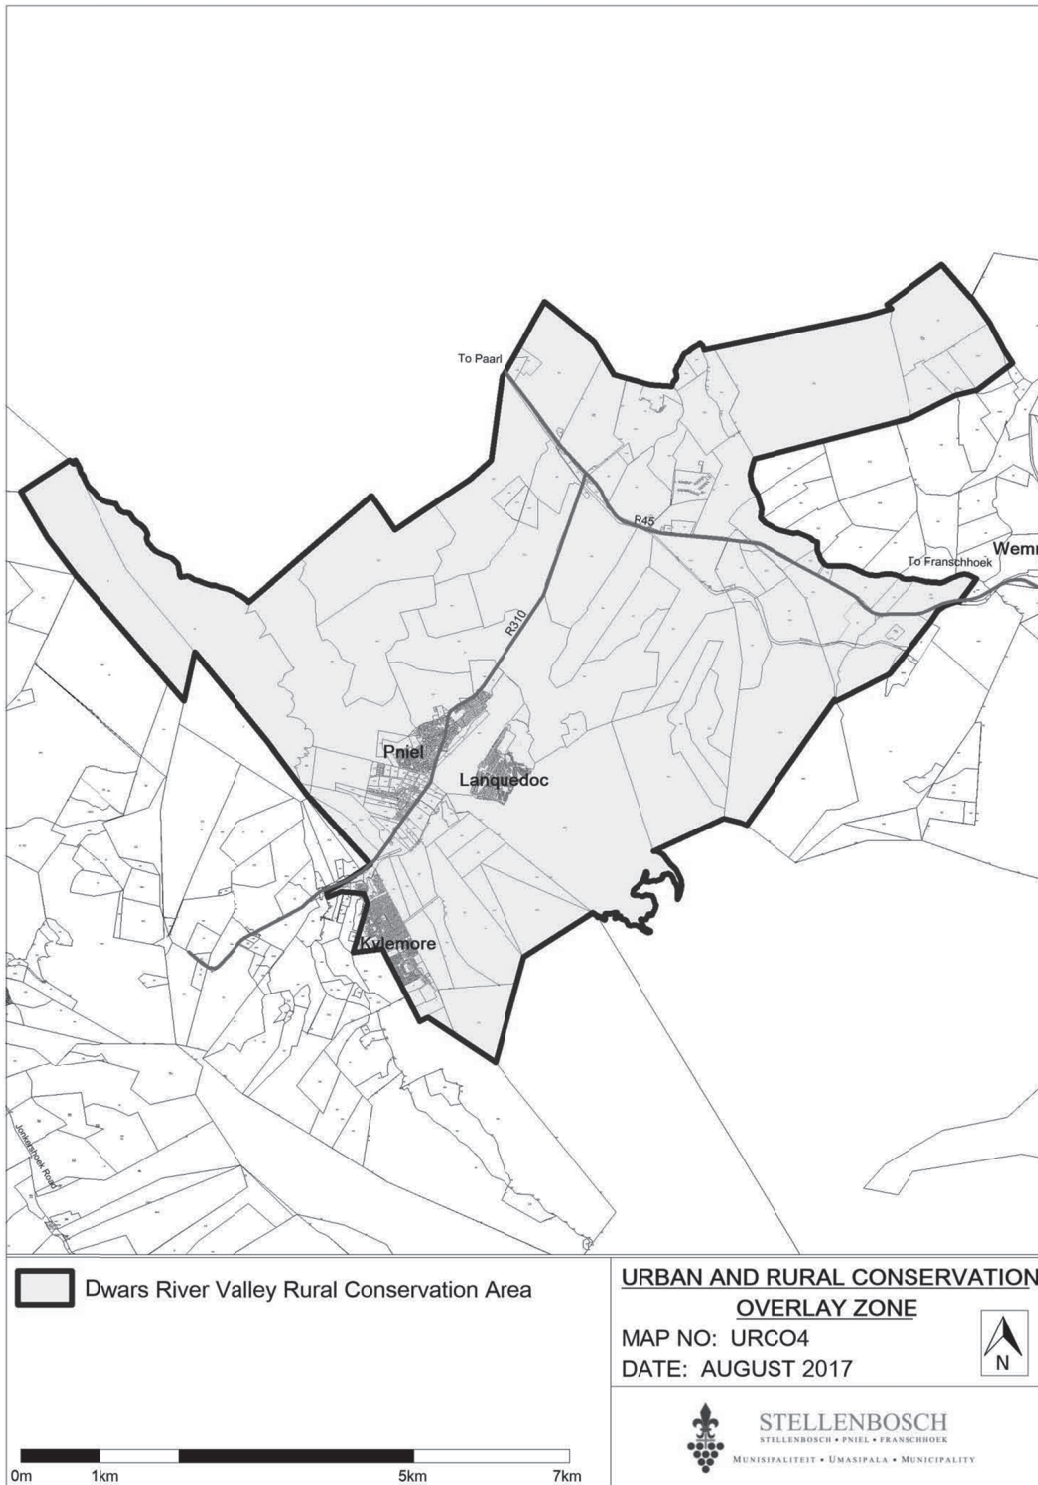 To Paarl
R45
Wemr
To Franschhoek
R310
Pniel
Lanquedoc
Kylemore
Jonkershoek Road
Dwars River Valley Rural Conservation Area
URBAN AND RURAL CONSERVATION
OVERLAY ZONE
MAP NO: URCO4
DATE: AUGUST 2017
N
STELLENBOSCH
STELLENBOSCH • PNIEL • FRANSCHHOEK
MUNISIPALITEIT • UMASIPALA • MUNICIPALITY
0m 1km 5km 7km